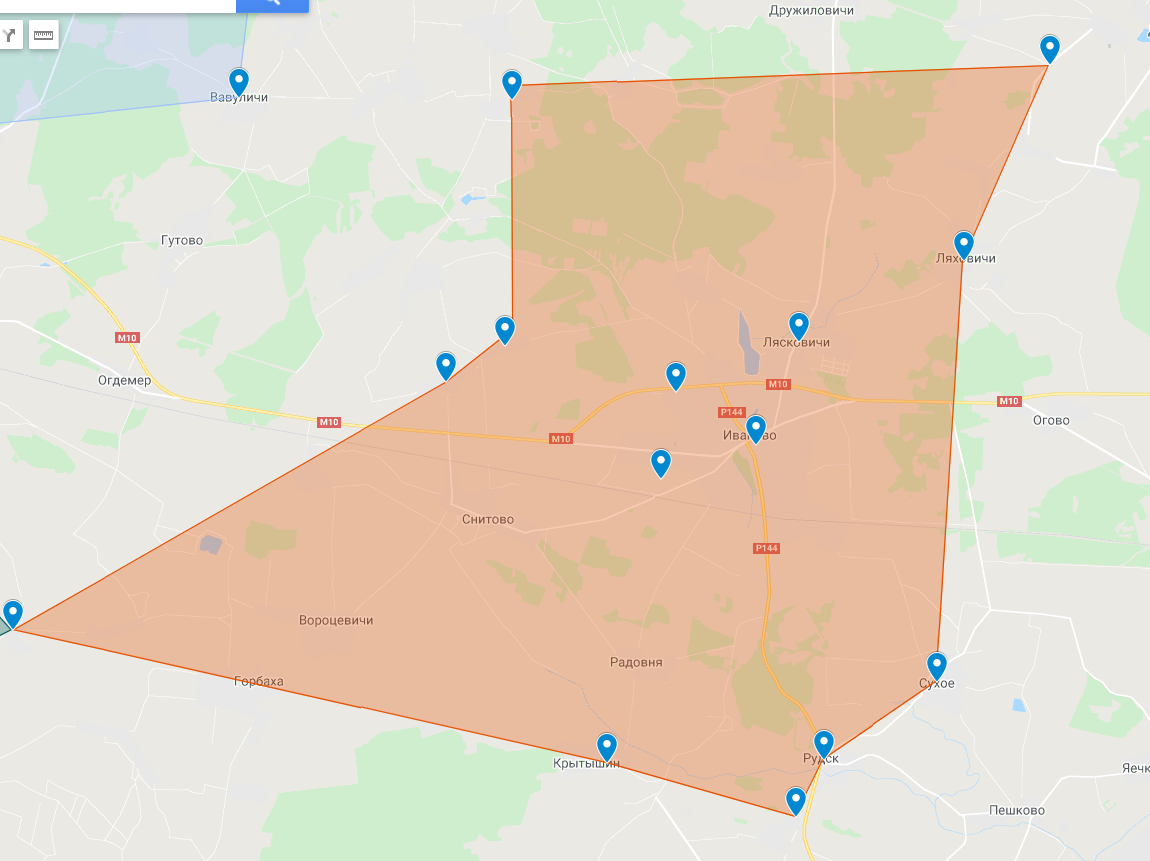 Дружиловичи
Вавуличи
Гутово
Ляховичи
M10
Лясковичи
Огдемер
M10
M10
P144
M10
Огово
M10
Иваново
Снитово
P144
Вороцевичи
Радовня
Горбаха
Сухое
Крытышин
Рудск
Яечк
Пешково